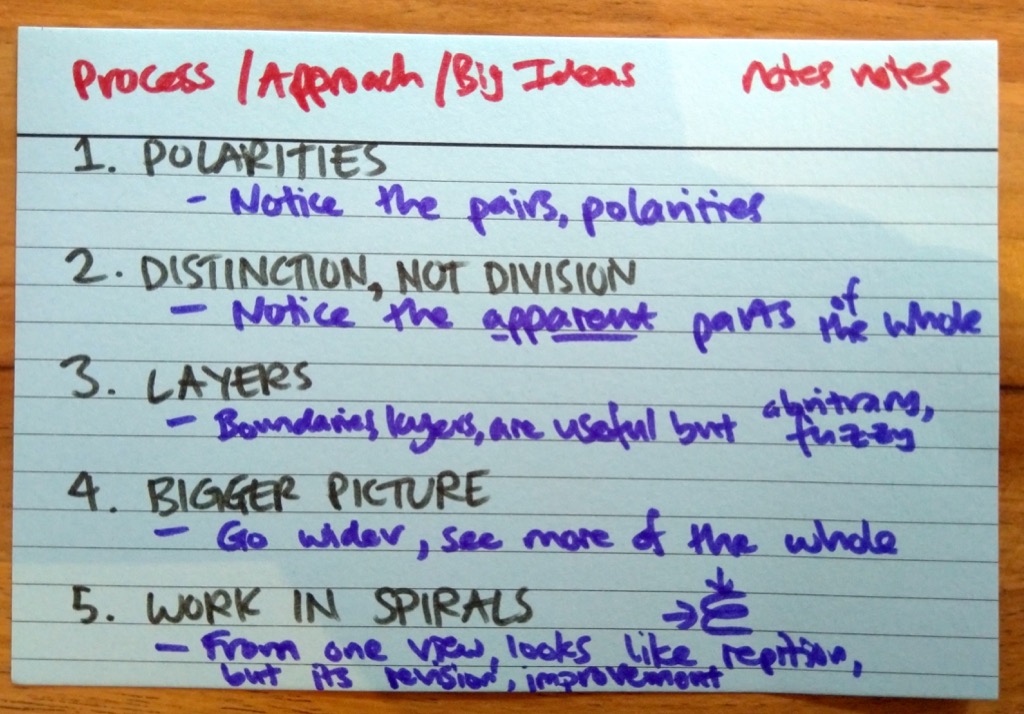 Process /Approach /Big Ideas notes notes
1. POLARITIES
- Notice the pairs, polarities
2. DISTINCTION, NOT DIVISION
- Notice the apparent parts of the whole
3. LAYERS
- Boundaries, layers, are useful but abritrary, fuzzy
4. BIGGER PICTURE
- Go wider, see more of the whole
5. WORK IN SPIRALS
- From one view, looks like repition,
but its revision, improvement